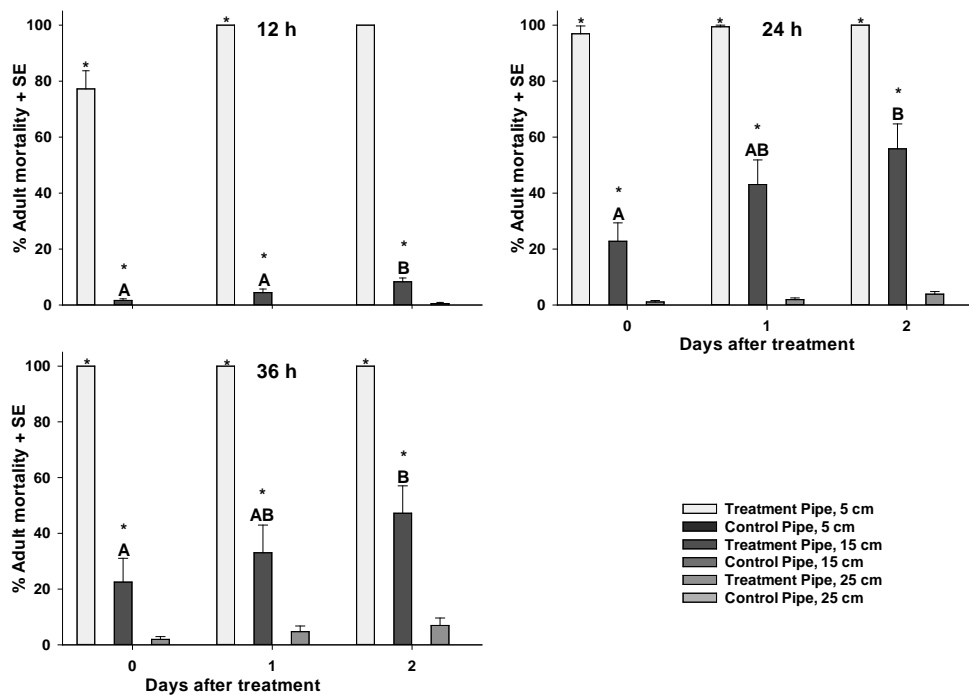 12 h
% Adult mortality + SE
100
80
60
40
20
0
*
*
*
A
*
A
*
B
24 h
% Adult mortality + SE
100
80
60
40
20
0
*
*
*
*
A
*
AB
*
B
0
1
2
Days after treatment
36 h
% Adult mortality + SE
100
80
60
40
20
0
*
*
*
*
A
*
AB
*
B
0
1
2
Days after treatment
Treatment Pipe, 5 cm
Control Pipe, 5 cm
Treatment Pipe, 15 cm
Control Pipe, 15 cm
Treatment Pipe, 25 cm
Control Pipe, 25 cm